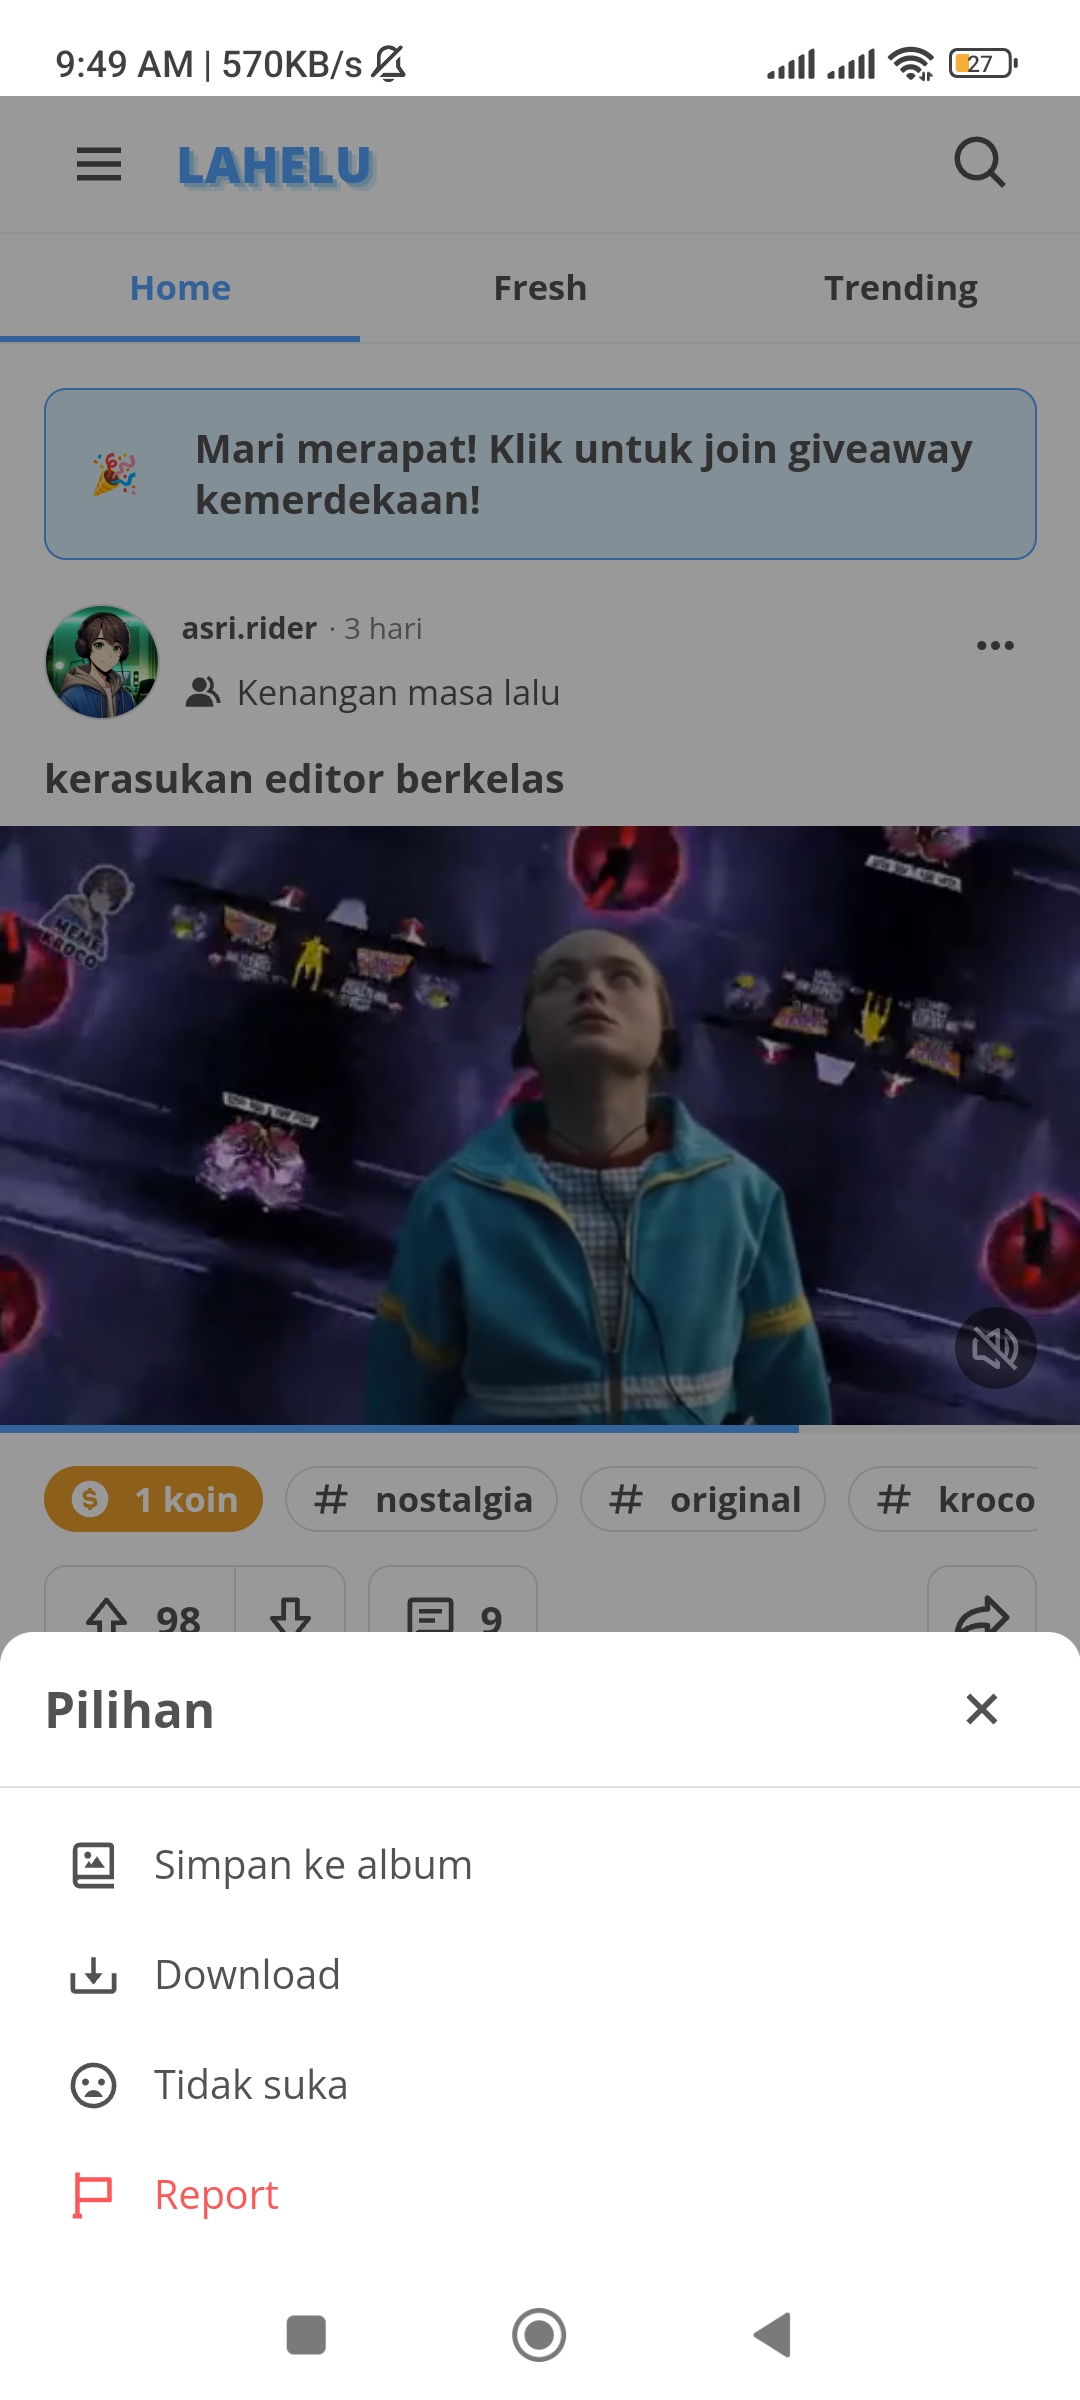 9:49 AM | 570KB/s
27
LAHELU
Home
Fresh
Trending
Mari merapat! Klik untuk join giveaway
kemerdekaan!
asri.rider · 3 hari
Kenangan masa lalu
kerasukan editor berkelas
MEME
KROCO
1 koin
# nostalgia
# original
# kroco
98
9
Pilihan
Simpan ke album
Download
Tidak suka
Report